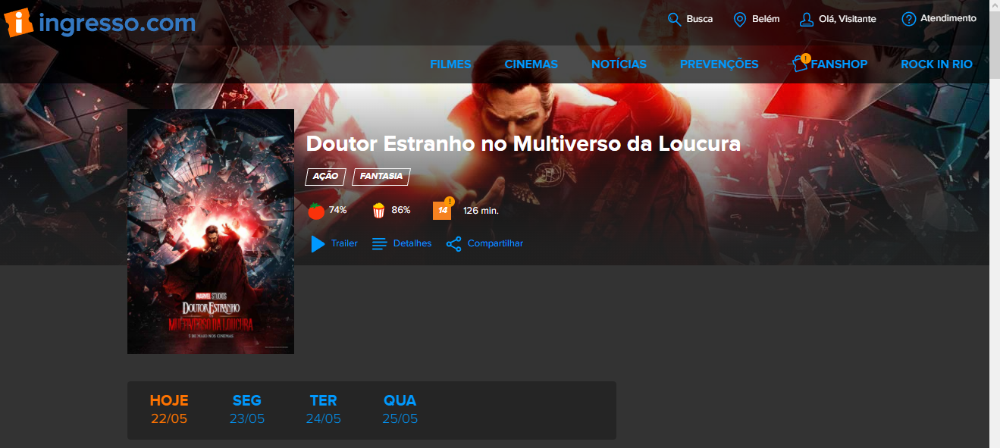 ingresso.com
Busca
Belém
Olá, Visitante
Atendimento
FILMES
CINEMAS
NOTÍCIAS
PREVENÇÕES
FANSHOP
ROCK IN RIO
Doutor Estranho no Multiverso da Loucura
AÇÃO
FANTASIA
74%
86%
14
126 min.
Trailer
Detalhes
Compartilhar
MARVEL STUDIOS
DOUTOR ESTRANHO
MULTIVERSO DA LOUCURA
5 DE MAIO NOS CINEMAS
HOJE
SEG
TER
QUA
22/05
23/05
24/05
25/05